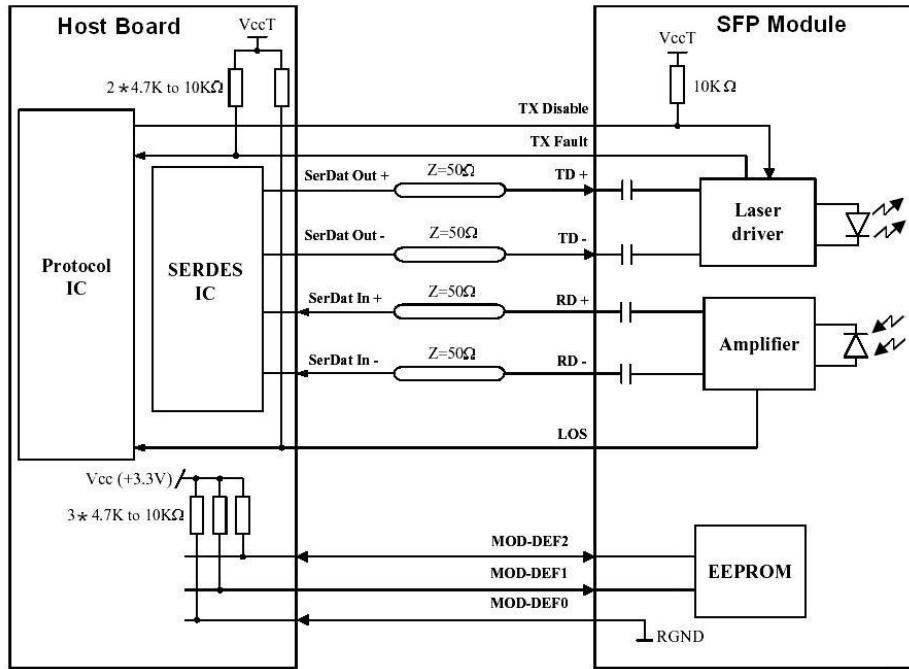 Host Board
SFP Module
VccT
VccT
2*4.7K to 10KΩ
10KΩ
TX Disable
TX Fault
SerDat Out +
Z=50Ω
TD +
SerDat Out -
Z=50Ω
TD -
Laser driver
Protocol IC
SERDES IC
SerDat In +
Z=50Ω
RD +
SerDat In -
Z=50Ω
RD -
Amplifier
LOS
Vcc (+3.3V)
3*4.7K to 10KΩ
MOD-DEF2
MOD-DEF1
MOD-DEF0
EEPROM
RGND